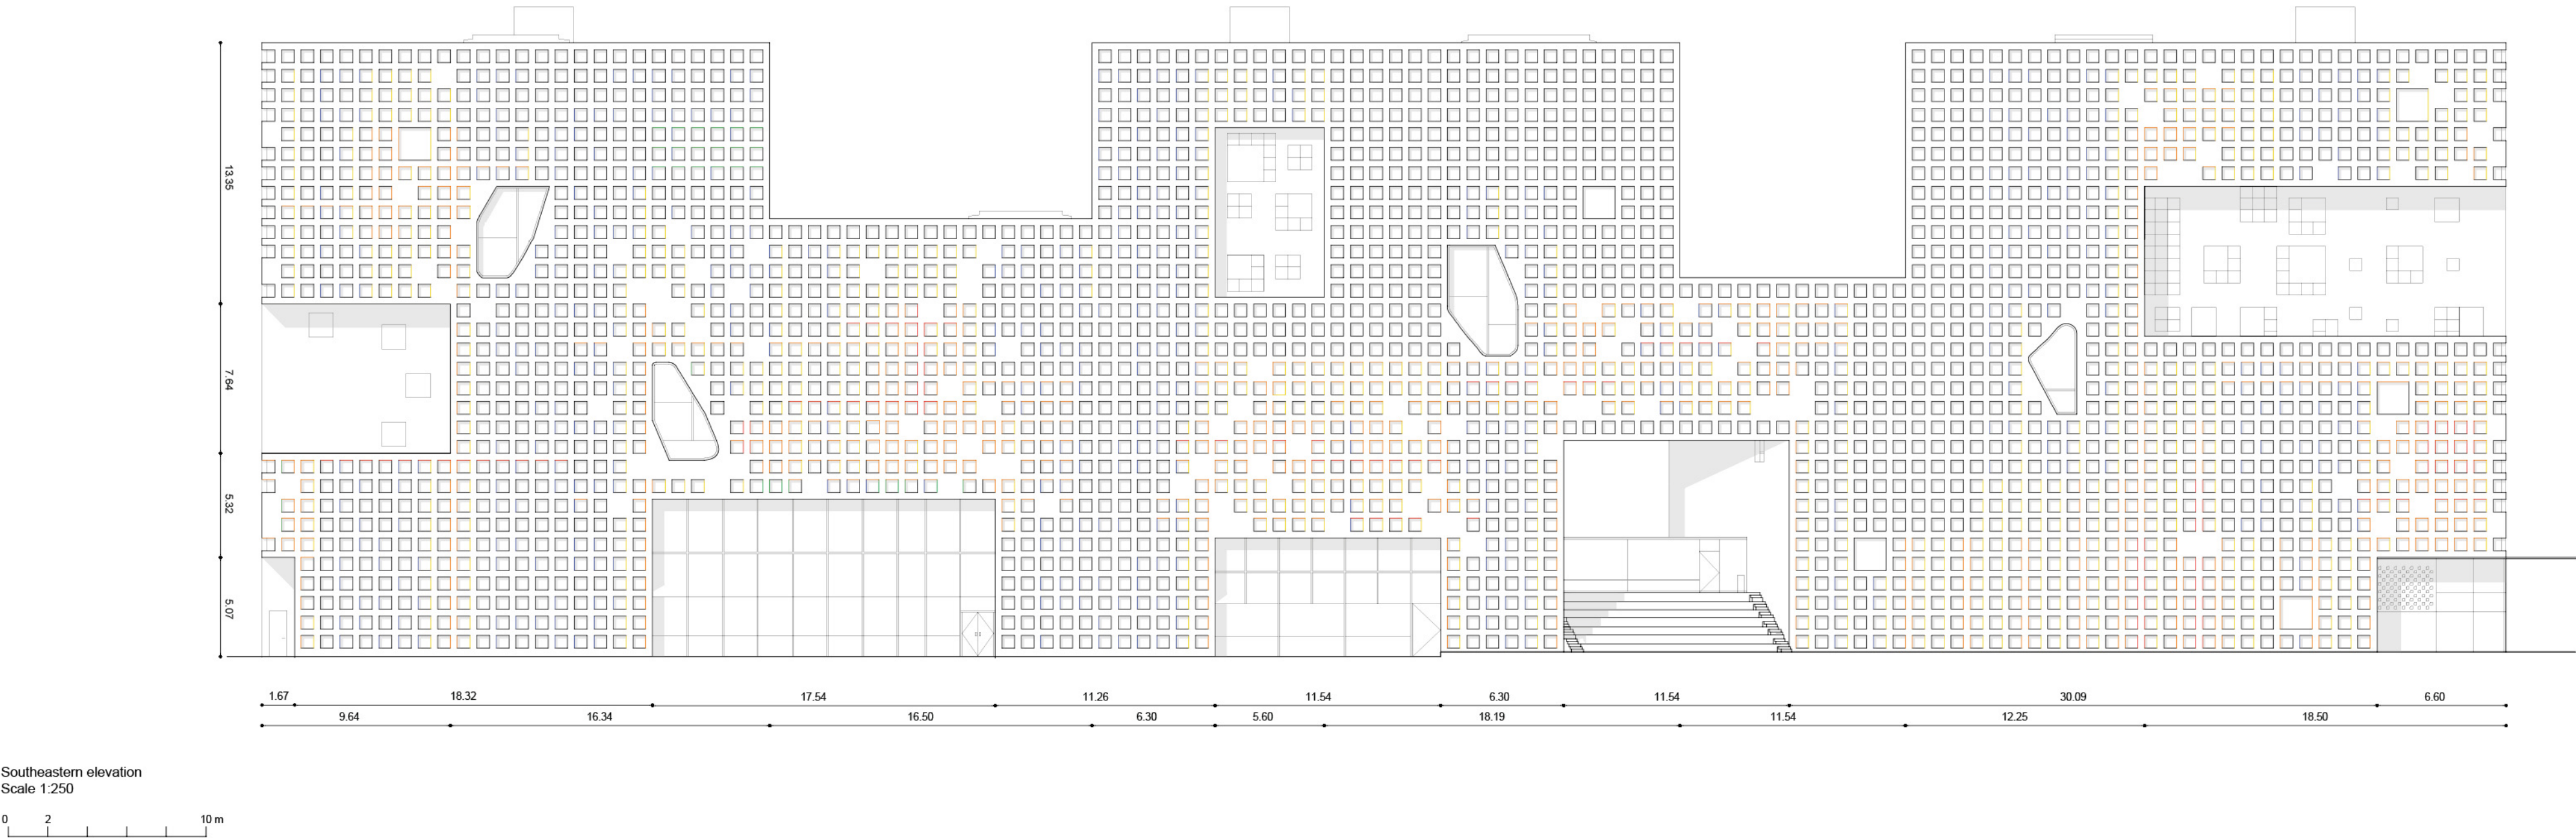 13.35
7.64
5.32
5.07
1.67 18.32 17.54 11.26 11.54 6.30 11.54 30.09 6.60
9.64 16.34 16.50 6.30 5.60 18.19 11.54 12.25 18.50
Southeastern elevation
Scale 1:250
0 2 10 m